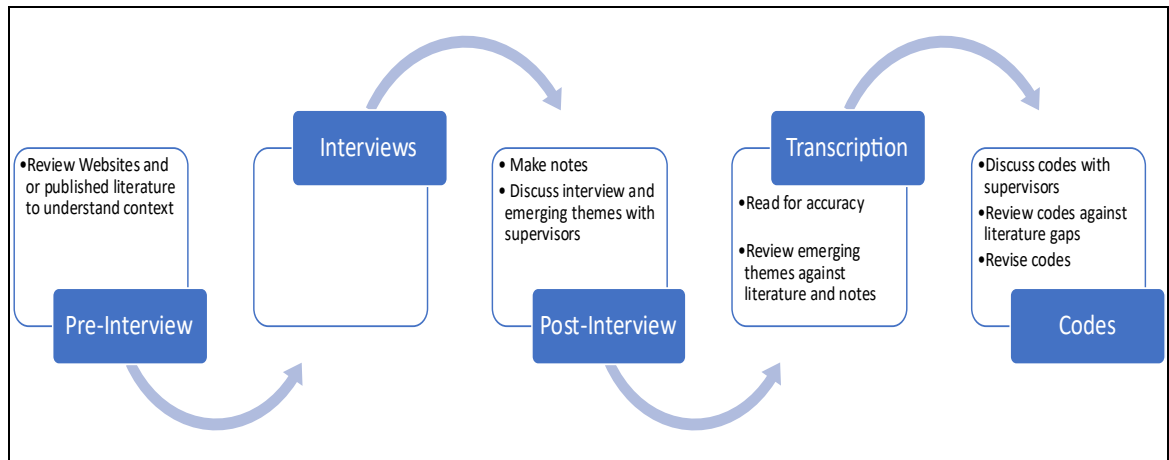 •Review Websites and
or published literature
to understand context
Pre-Interview
Interviews
• Make notes
• Discuss interview and
emerging themes with
supervisors
Post-Interview
Transcription
•Read for accuracy
•Review emerging
themes against
literature and notes
•Discuss codes with
supervisors
•Review codes against
literature gaps
•Revise codes
Codes